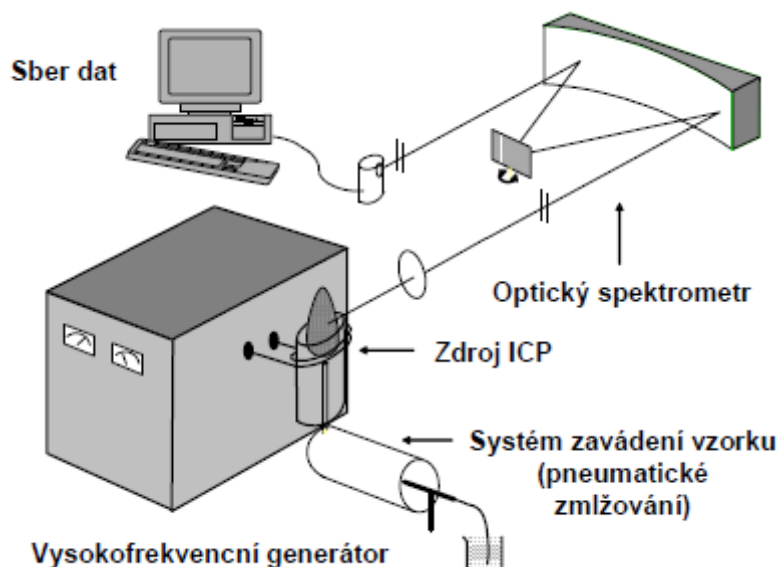 Sber dat
Optický spektrometr
Zdroj ICP
Systém zavádení vzorku
(pneumatické
zmlžování)
Vysokofrekvencní generátor